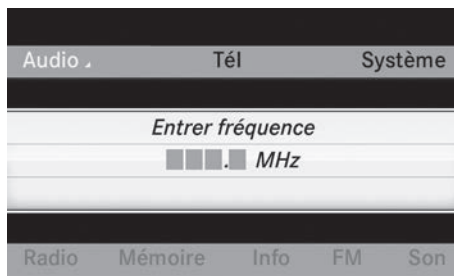 Audio Tél Système
Entrer fréquence
. MHz
Radio Mémoire Info FM Son